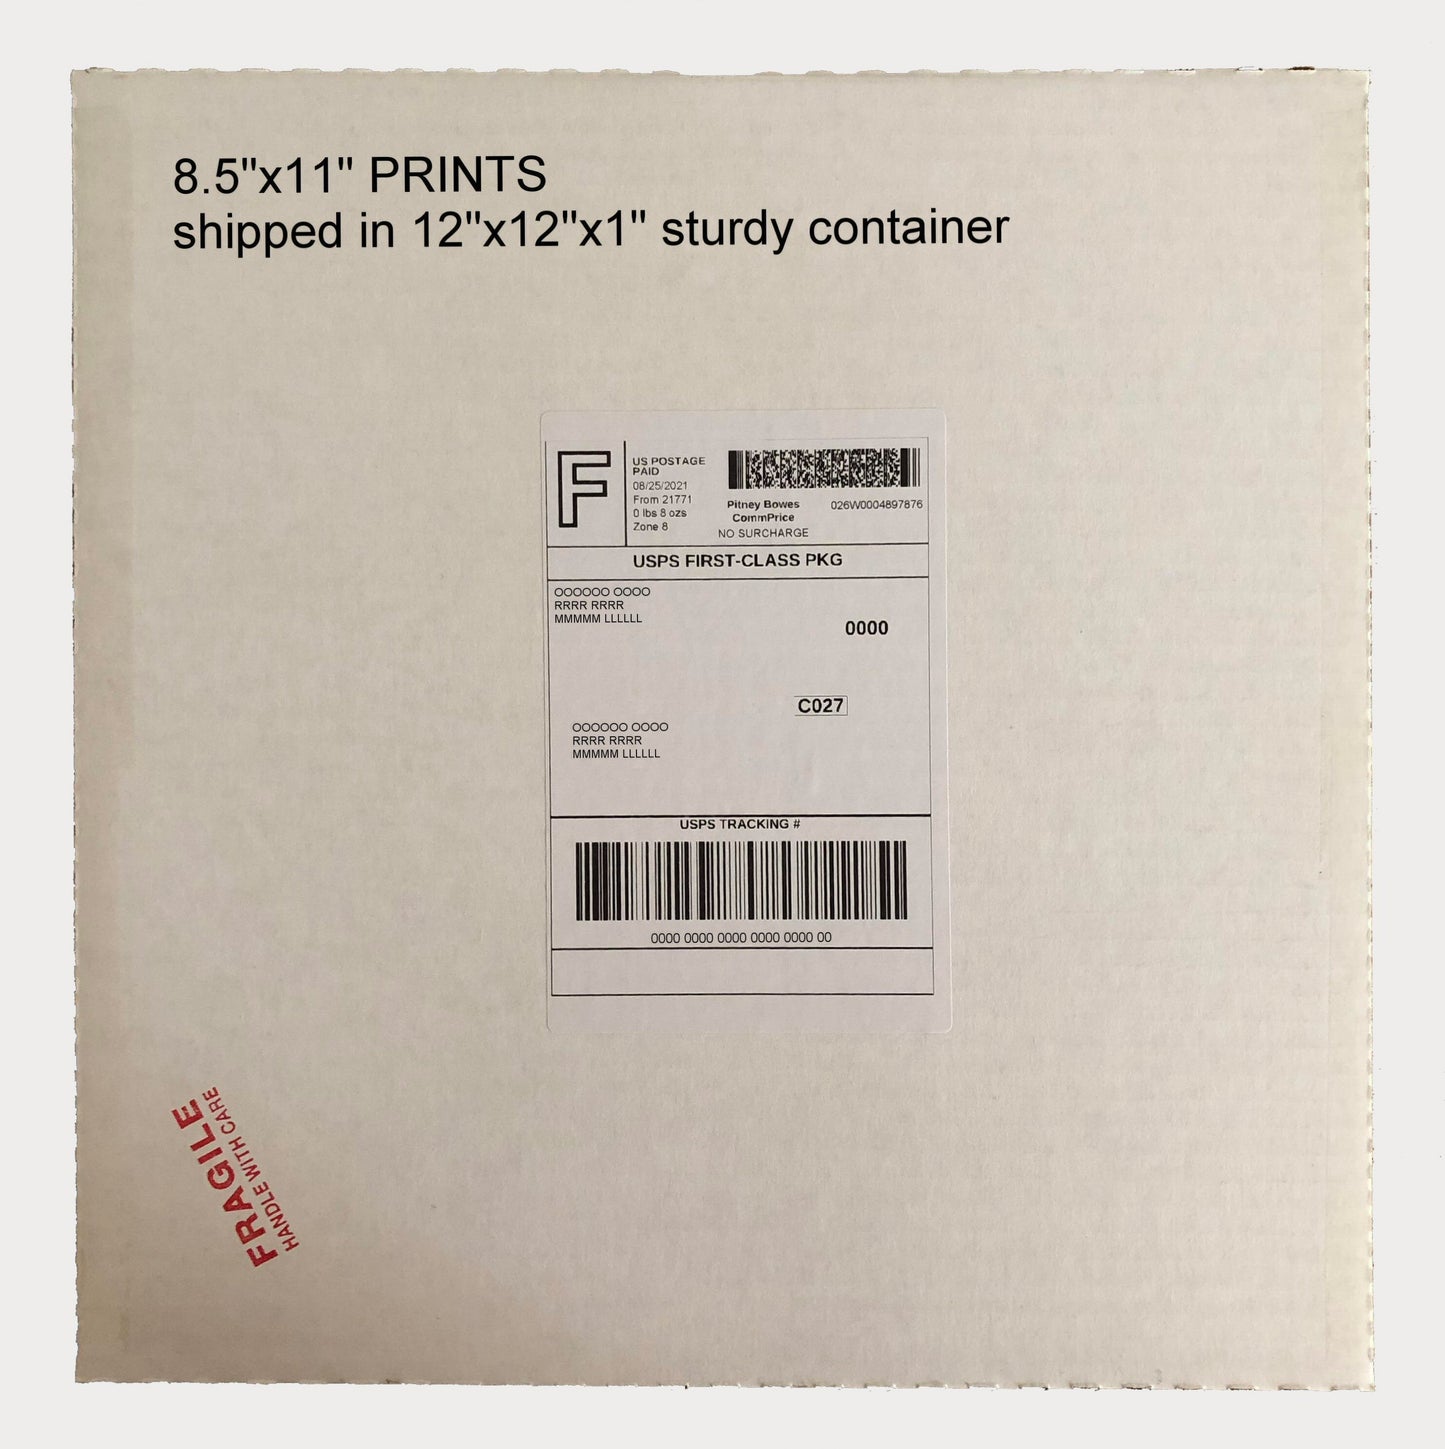 8.5"x11" PRINTS
shipped in 12"x12"x1" sturdy container
F
US POSTAGE
PAID
08/25/2021
From 21771
0 lbs 8 ozs
Zone 8
Pitney Bowes
CommPrice
NO SURCHARGE
026W0004897876
USPS FIRST-CLASS PKG
OOOOOO OOOO
RRRR RRRR
MMMMM LLLLLL
0000
C027
OOOOOO OOOO
RRRR RRRR
MMMMM LLLLLL
USPS TRACKING #
0000 0000 0000 0000 0000 00
FRAGILE
HANDLE WITH CARE